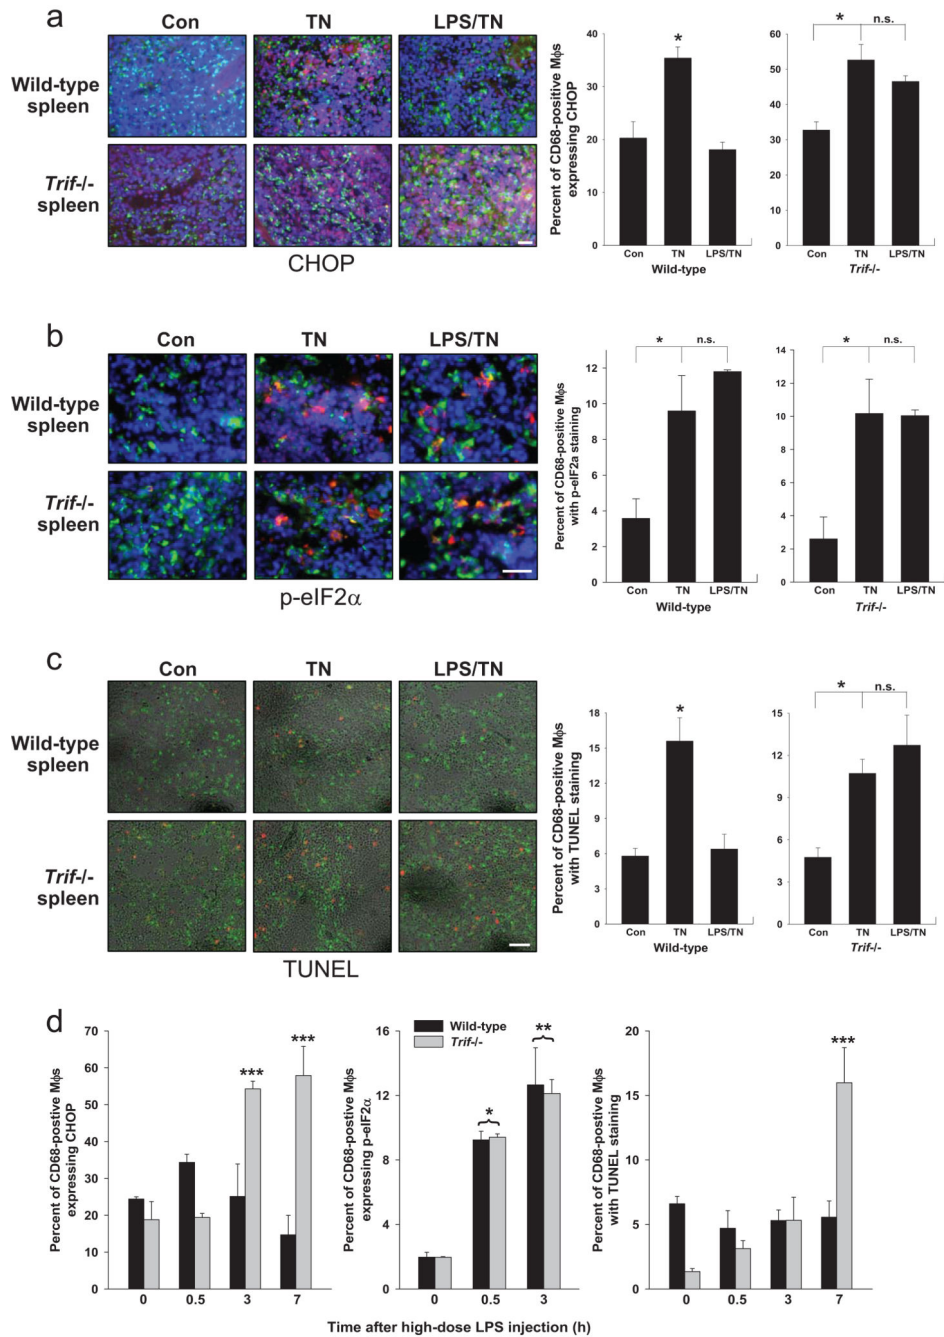 a
Con
TN
LPS/TN
Wild-type
spleen
Trif-/-
spleen
CHOP
Percent of CD68-positive Mφs
expressing CHOP
40
30
20
10
0
*
Con
TN
LPS/TN
Wild-type
60
50
40
30
20
10
0
*
n.s.
Con
TN
LPS/TN
Trif-/-
b
Con
TN
LPS/TN
Wild-type
spleen
Trif-/-
spleen
p-eIF2α
Percent of CD68-positive Mφs
with p-eIF2a staining
12
10
8
6
4
2
0
*
n.s.
Con
TN
LPS/TN
Wild-type
14
12
10
8
6
4
2
0
*
n.s.
Con
TN
LPS/TN
Trif-/-
c
Con
TN
LPS/TN
Wild-type
spleen
Trif-/-
spleen
TUNEL
Percent of CD68-positive Mφs
with TUNEL staining
18
15
12
9
6
3
0
*
Con
TN
LPS/TN
Wild-type
15
12
9
6
3
0
*
n.s.
Con
TN
LPS/TN
Trif-/-
d
Percent of CD68-postive Mφs
expressing CHOP
70
60
50
40
30
20
10
0
***
***
0
0.5
3
7
Percent of CD68-postive Mφs
expressing p-eIF2α
16
12
8
4
0
Wild-type
Trif-/-
*
**
0
0.5
3
Percent of CD68-postive Mφs
with TUNEL staining
20
15
10
5
0
***
0
0.5
3
7
Time after high-dose LPS injection (h)